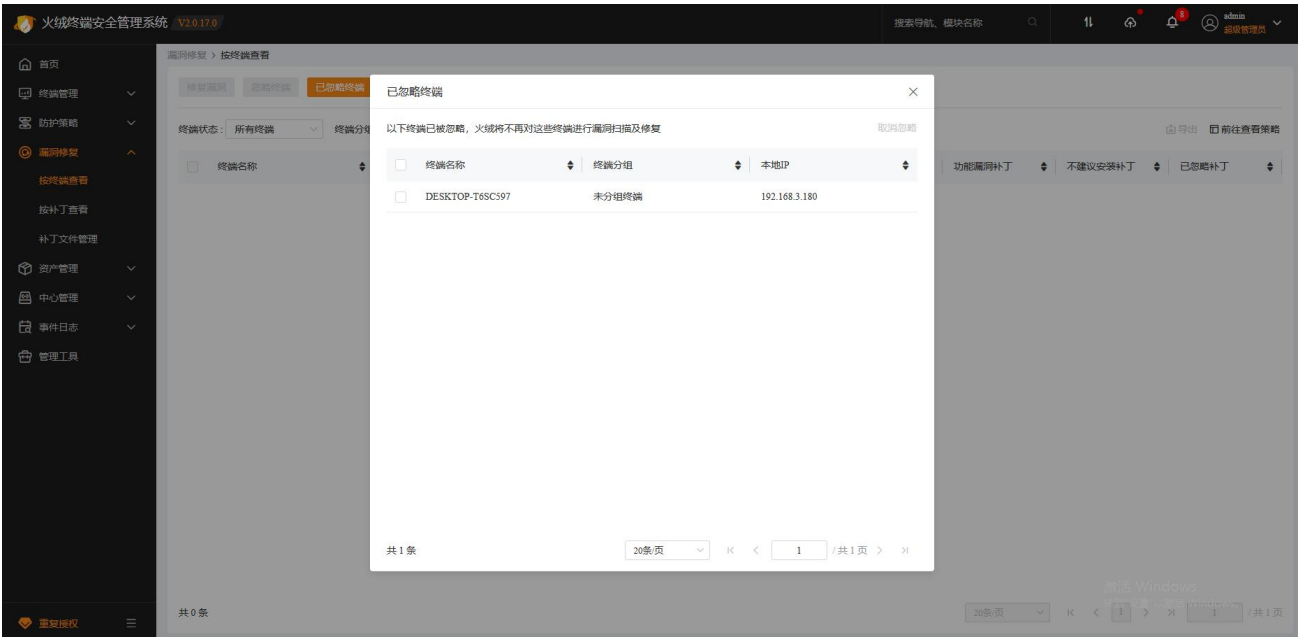 火绒终端安全管理系统 V2.0.17.0
搜索导航、模块名称
8
admin
超级管理员
首页
终端管理
防护策略
漏洞修复
按终端查看
按补丁查看
补丁文件管理
资产管理
中心管理
事件日志
管理工具
重复授权
漏洞修复 > 按终端查看
修复漏洞 忽略终端 已忽略终端
终端状态: 所有终端 终端分组
导出 前往查看策略
终端名称 功能漏洞补丁 不建议安装补丁 已忽略补丁
已忽略终端
以下终端已被忽略，火绒将不再对这些终端进行漏洞扫描及修复 取消忽略
终端名称 终端分组 本地IP
DESKTOP-T6SC597 未分组终端 192.168.3.180
共 1 条 20条/页 1 / 共 1 页
激活 Windows
共 0 条 20条/页 1 1 / 共 1 页